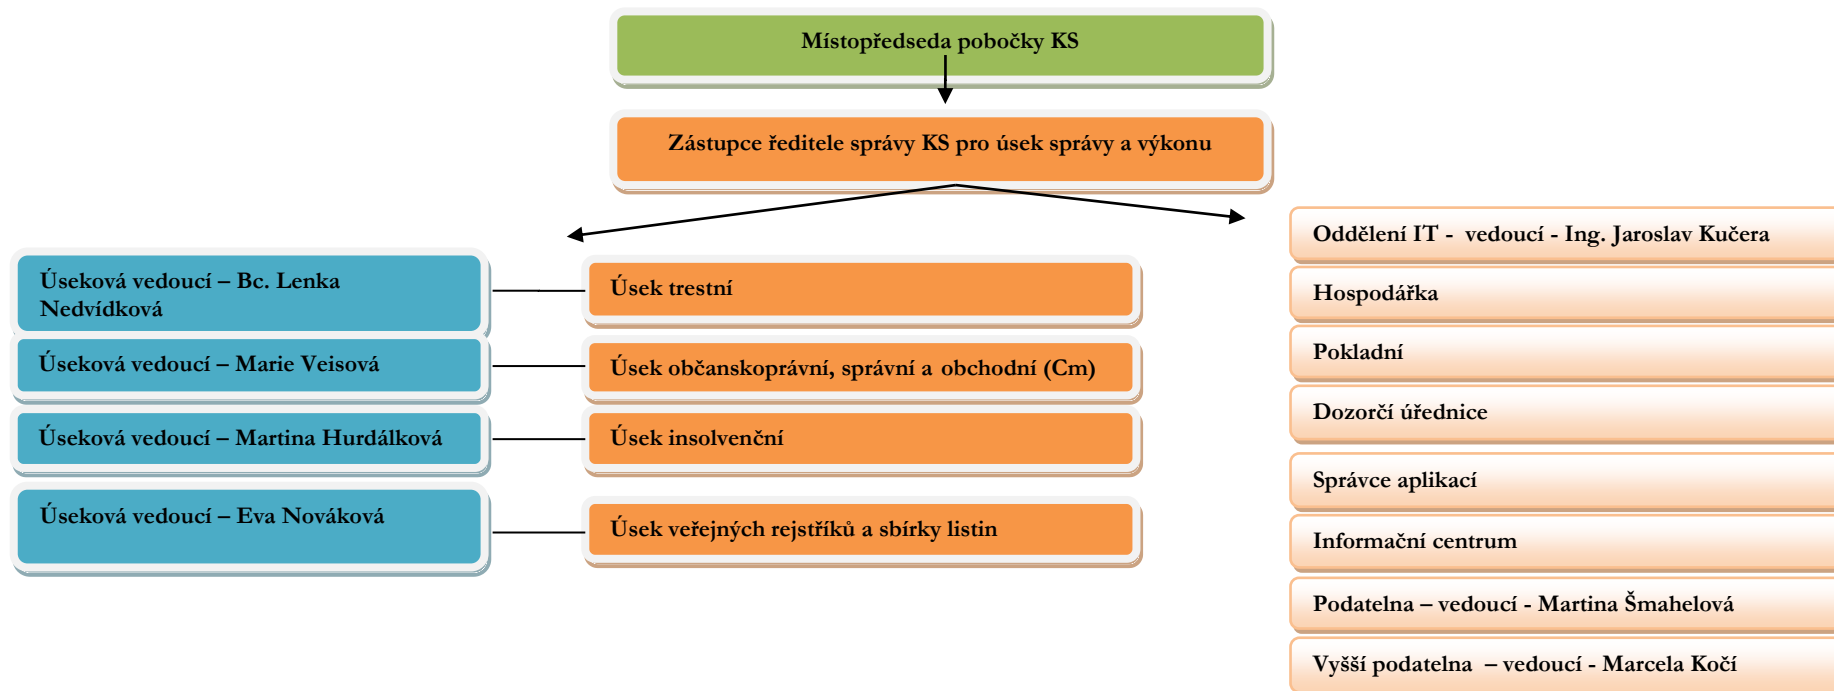 Místopředseda pobočky KS
Zástupce ředitele správy KS pro úsek správy a výkonu
Úseková vedoucí – Bc. Lenka
Nedvídková
Úsek trestní
Úseková vedoucí – Marie Veisová
Úsek občanskoprávní, správní a obchodní (Cm)
Úseková vedoucí – Martina Hurdálková
Úsek insolvenční
Úseková vedoucí – Eva Nováková
Úsek veřejných rejstříků a sbírky listin
Oddělení IT - vedoucí - Ing. Jaroslav Kučera
Hospodářka
Pokladní
Dozorčí úřednice
Správce aplikací
Informační centrum
Podatelna – vedoucí - Martina Šmahelová
Vyšší podatelna – vedoucí - Marcela Kočí